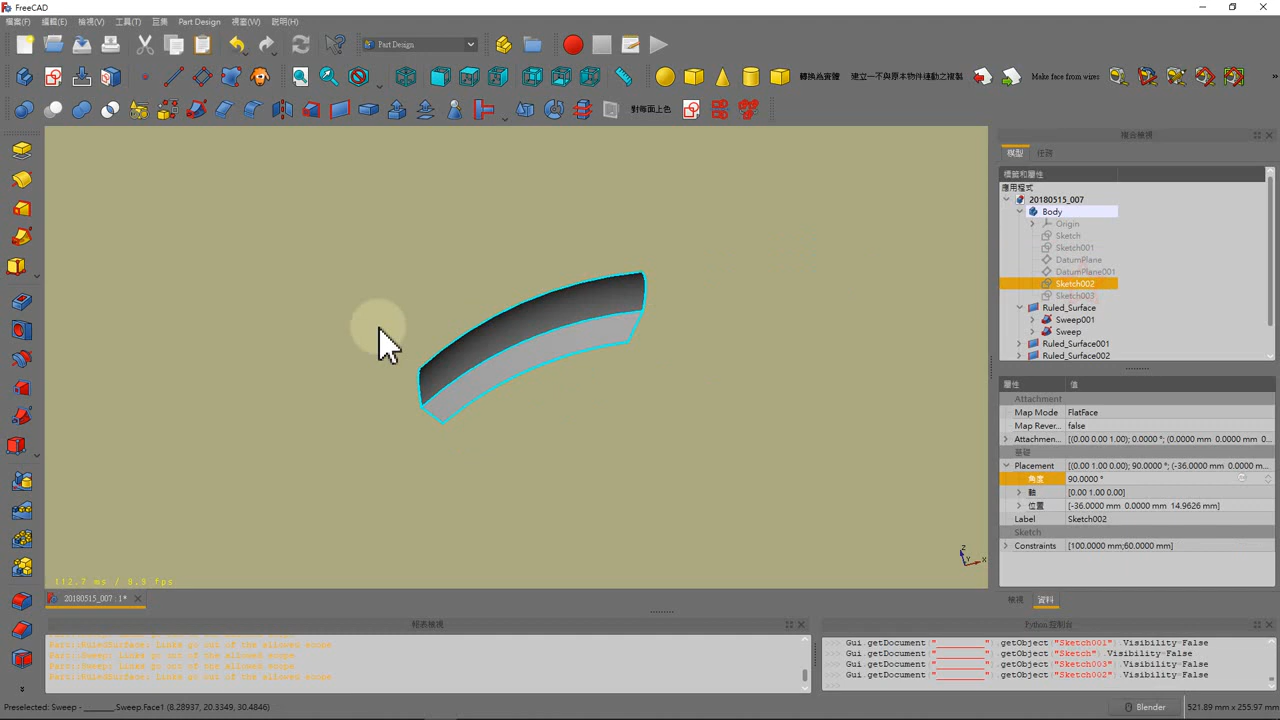 FreeCAD
檔案(F) 編輯(E) 檢視(V) 工具(T) 巨集 Part Design 視窗(W) 說明(H)
Part Design
轉換為實體 建立一不與原本物件連動之複製 Make face from wires
對每面上色
複合檢視
模型 任務
標籤和屬性
應用程式
20180515_007
Body
Origin
Sketch
Sketch001
DatumPlane
DatumPlane001
Sketch002
Sketch003
Ruled_Surface
Sweep001
Sweep
Ruled_Surface001
Ruled_Surface002
屬性 值
Attachment
Map Mode FlatFace
Map Rever... false
Attachmen... [(0.00 0.00 1.00); 0.0000 °; (0.0000 mm 0.0000 mm 0...
基礎
Placement [(0.00 1.00 0.00); 90.0000 °; (-36.0000 mm 0.0000 m...
角度 90.0000 °
軸 [0.00 1.00 0.00]
位置 [-36.0000 mm 0.0000 mm 14.9626 mm]
Label Sketch002
Sketch
Constraints [100.0000 mm;60.0000 mm]
Z
Y
X
112.7 ms / 8.8 fps
20180515_007 : 1*
檢視 資料
報表檢視
Part::RuledSurface: Links go out of the allowed scope
Part::Sweep: Links go out of the allowed scope
Part::Sweep: Links go out of the allowed scope
Part::RuledSurface: Links go out of the allowed scope
Python 控制台
>>> Gui.getDocument("_________").getObject("Sketch001").Visibility=False
>>> Gui.getDocument("_________").getObject("Sketch").Visibility=False
>>> Gui.getDocument("_________").getObject("Sketch003").Visibility=False
>>> Gui.getDocument("_________").getObject("Sketch002").Visibility=False
>>>
Preselected: Sweep - _________.Sweep.Face1 (8.28937, 20.3349, 30.4846)
Blender
521.89 mm x 255.97 mm